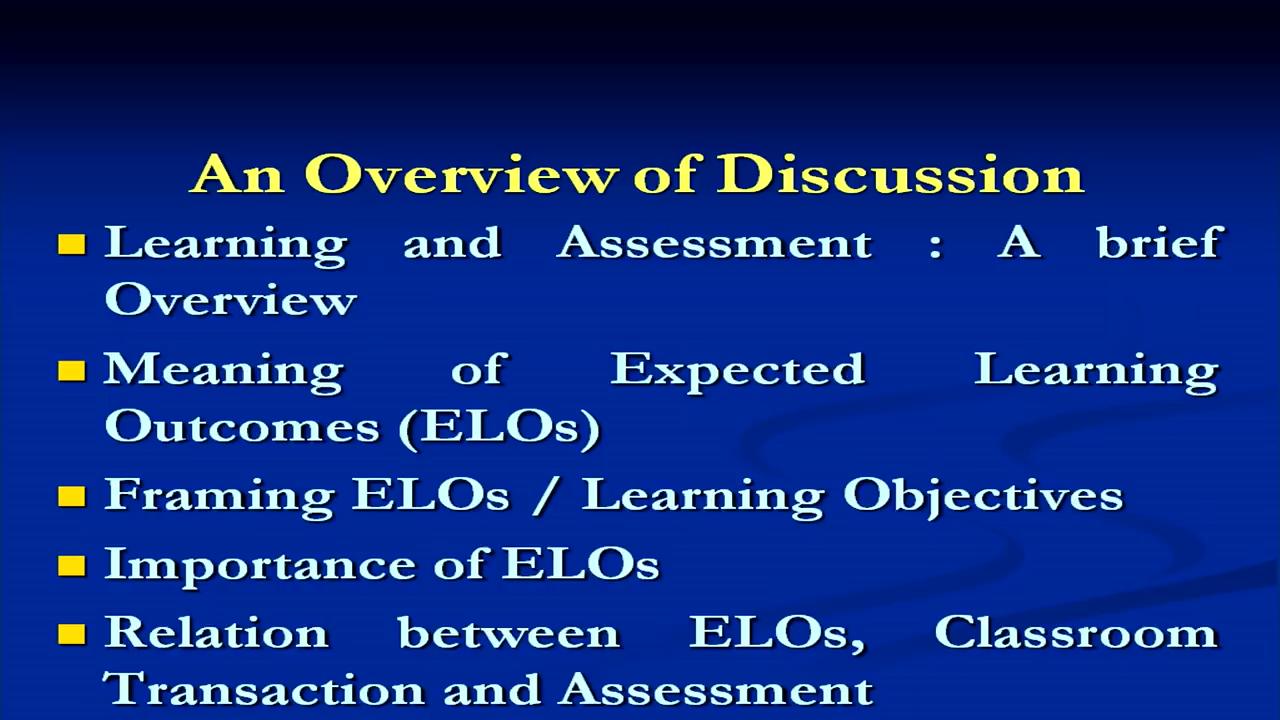 An Overview of Discussion
Learning and Assessment : A brief
Overview
Meaning of Expected Learning
Outcomes (ELOs)
Framing ELOs / Learning Objectives
Importance of ELOs
Relation between ELOs, Classroom
Transaction and Assessment